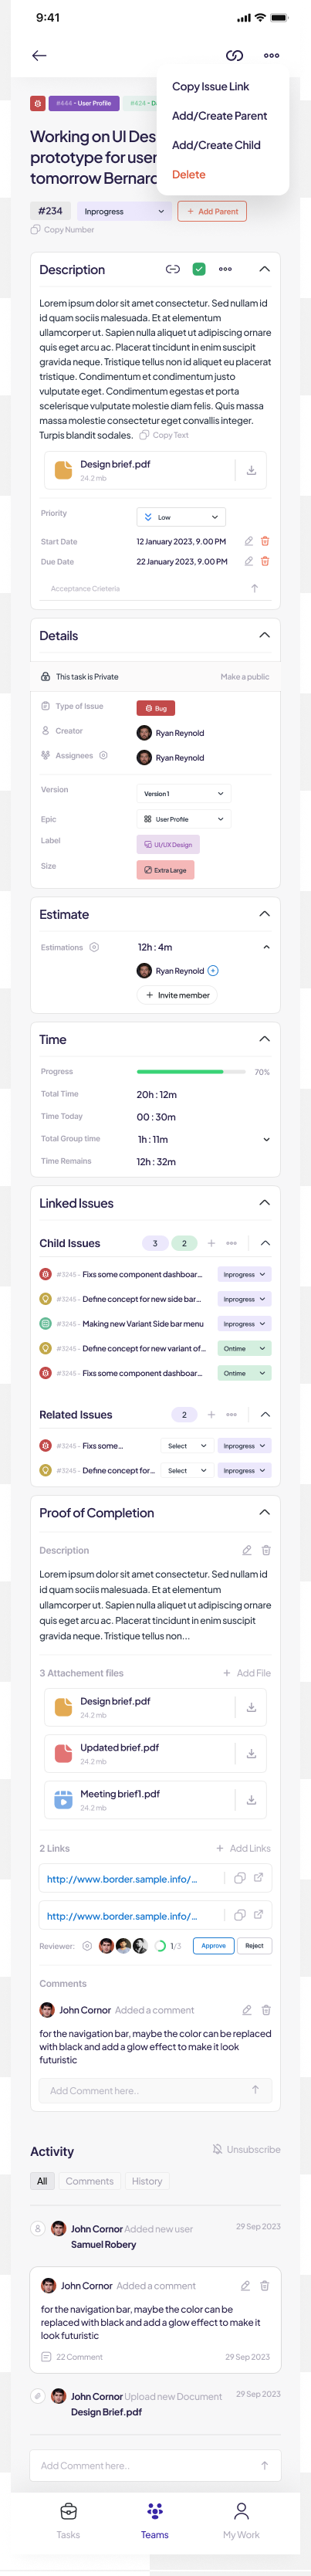 9:41
Copy Issue Link
Add/Create Parent
Add/Create Child
Delete
#444 - User Profile
#424 - D
Working on UI Des
prototype for user
tomorrow Bernard
#234
Inprogress
+ Add Parent
Copy Number
Description
Lorem ipsum dolor sit amet consectetur. Sed nullam id
id quam sociis malesuada. Et at elementum
ullamcorper ut. Sapien nulla aliquet ut adipiscing ornare
quis eget arcu ac. Placerat tincidunt in enim suscipit
gravida neque. Tristique tellus non id aliquet eu placerat
tristique. Condimentum et condimentum justo
vulputate eget. Condimentum egestas et porta
scelerisque vulputate molestie diam felis. Quis massa
massa molestie consectetur eget convallis integer.
Turpis blandit sodales. Copy Text
Design brief.pdf
24.2 mb
Priority
Low
Start Date
12 January 2023, 9.00 PM
Due Date
22 January 2023, 9.00 PM
Acceptance Crieteria
Details
This task is Private
Make a public
Type of Issue
Bug
Creator
Ryan Reynold
Assignees
Ryan Reynold
Version
Version 1
Epic
User Profile
Label
UI/UX Design
Size
Extra Large
Estimate
Estimations
12h : 4m
Ryan Reynold
+ Invite member
Time
Progress
70%
Total Time
20h : 12m
Time Today
00 : 30m
Total Group time
1h : 11m
Time Remains
12h : 32m
Linked Issues
Child Issues
3
2
#3245 - Fixs some component dashboar...
Inprogress
#3245 - Define concept for new side bar...
Inprogress
#3245 - Making new Variant Side bar menu
Inprogress
#3245 - Define concept for new variant of...
Ontime
#3245 - Fixs some component dashboar...
Ontime
Related Issues
2
#3245 - Fixs some...
Select
Inprogress
#3245 - Define concept for...
Select
Inprogress
Proof of Completion
Description
Lorem ipsum dolor sit amet consectetur. Sed nullam id
id quam sociis malesuada. Et at elementum
ullamcorper ut. Sapien nulla aliquet ut adipiscing ornare
quis eget arcu ac. Placerat tincidunt in enim suscipit
gravida neque. Tristique tellus non...
3 Attachement files
+ Add File
Design brief.pdf
24.2 mb
Updated brief.pdf
24.2 mb
Meeting brief1.pdf
24.2 mb
2 Links
+ Add Links
http://www.border.sample.info/...
http://www.border.sample.info/...
Reviewer:
1/3
Approve
Reject
Comments
John Cornor Added a comment
for the navigation bar, maybe the color can be replaced
with black and add a glow effect to make it look
futuristic
Add Comment here..
Activity
Unsubscribe
All
Comments
History
John Cornor Added new user
29 Sep 2023
Samuel Robery
John Cornor Added a comment
for the navigation bar, maybe the color can be
replaced with black and add a glow effect to make it
look futuristic
22 Comment
29 Sep 2023
John Cornor Upload new Document
29 Sep 2023
Design Brief.pdf
Add Comment here..
Tasks
Teams
My Work